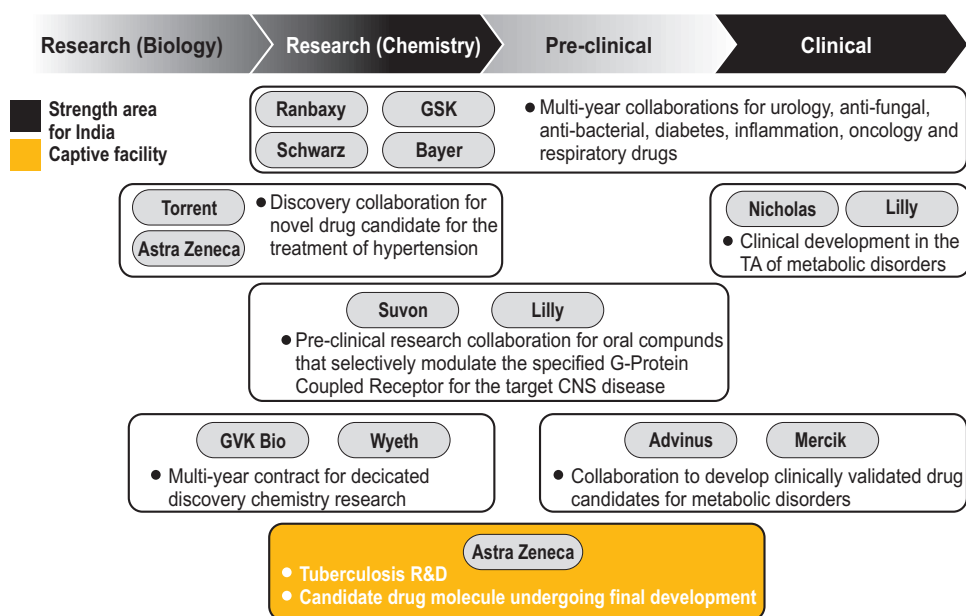 Research (Biology)
Research (Chemistry)
Pre-clinical
Clinical
Strength area
for India
Captive facility
Ranbaxy
GSK
Schwarz
Bayer
Multi-year collaborations for urology, anti-fungal,
anti-bacterial, diabetes, inflammation, oncology and
respiratory drugs
Torrent
Astra Zeneca
Discovery collaboration for
novel drug candidate for the
treatment of hypertension
Nicholas
Lilly
Clinical development in the
TA of metabolic disorders
Suvon
Lilly
Pre-clinical research collaboration for oral compunds
that selectively modulate the specified G-Protein
Coupled Receptor for the target CNS disease
GVK Bio
Wyeth
Multi-year contract for decicated
discovery chemistry research
Advinus
Mercik
Collaboration to develop clinically validated drug
candidates for metabolic disorders
Astra Zeneca
Tuberculosis R&D
Candidate drug molecule undergoing final development